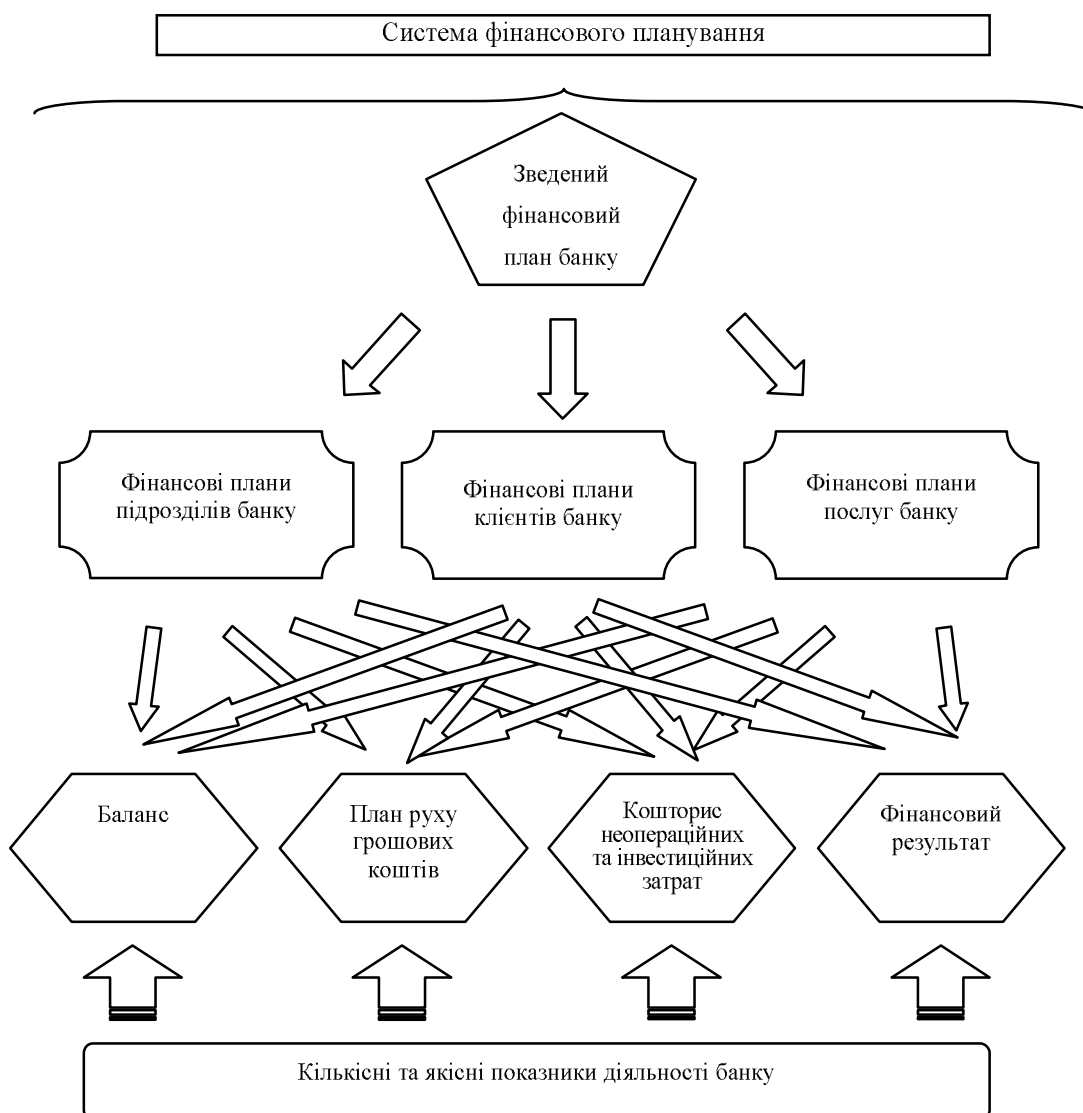 Система фінансового планування
Зведений
фінансовий
план банку
Фінансові плани
підрозділів банку
Фінансові плани
клієнтів банку
Фінансові плани
послуг банку
Баланс
План руху
грошових
коштів
Кошторис
неопераційних
та інвестиційних
затрат
Фінансовий
результат
Кількісні та якісні показники діяльності банку